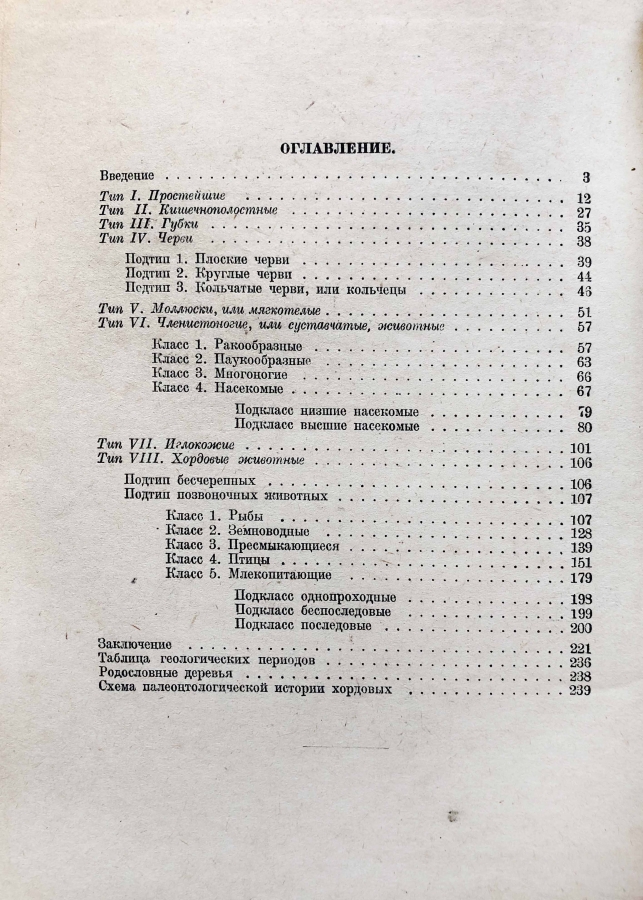 ОГЛАВЛЕНИЕ.
Введение . . . . . . . . . . . . . . . . . . . . . . . . . . . . 3
Тип I. Простейшие . . . . . . . . . . . . . . . . . . . . . . . 12
Тип II. Кишечнополостные . . . . . . . . . . . . . . . . . . . . 27
Тип III. Губки . . . . . . . . . . . . . . . . . . . . . . . . . 35
Тип IV. Черви . . . . . . . . . . . . . . . . . . . . . . . . . 38
Подтип 1. Плоские черви . . . . . . . . . . . . . . . . . . . . 39
Подтип 2. Круглые черви . . . . . . . . . . . . . . . . . . . . 44
Подтип 3. Кольчатые черви, или кольчецы . . . . . . . . . . . . 46
Тип V. Моллюски, или мягкотелые . . . . . . . . . . . . . . . . 51
Тип VI. Членистоногие, или суставчатые, животные . . . . . . . . 57
Класс 1. Ракообразные . . . . . . . . . . . . . . . . . . . . . 57
Класс 2. Паукообразные . . . . . . . . . . . . . . . . . . . . . 63
Класс 3. Многоногие . . . . . . . . . . . . . . . . . . . . . . 66
Класс 4. Насекомые . . . . . . . . . . . . . . . . . . . . . . . 67
Подкласс низшие насекомые . . . . . . . . . . . . 79
Подкласс высшие насекомые . . . . . . . . . . . . 80
Тип VII. Иглокожие . . . . . . . . . . . . . . . . . . . . . . . 101
Тип VIII. Хордовые животные . . . . . . . . . . . . . . . . . . 106
Подтип бесчерепных . . . . . . . . . . . . . . . . . . . . . . . 106
Подтип позвоночных животных . . . . . . . . . . . . . . . . . . 107
Класс 1. Рыбы . . . . . . . . . . . . . . . . . . . . . . 107
Класс 2. Земноводные . . . . . . . . . . . . . . . . . . . 128
Класс 3. Пресмыкающиеся . . . . . . . . . . . . . . . . . 139
Класс 4. Птицы . . . . . . . . . . . . . . . . . . . . . . 151
Класс 5. Млекопитающие . . . . . . . . . . . . . . . . . . 179
Подкласс однопроходные . . . . . . . . . . . . . 198
Подкласс беспоследовые . . . . . . . . . . . . . 199
Подкласс последовые . . . . . . . . . . . . . . . 200
Заключение . . . . . . . . . . . . . . . . . . . . . . . . . . . 221
Таблица геологических периодов . . . . . . . . . . . . . . . . . 236
Родословные деревья . . . . . . . . . . . . . . . . . . . . . . 238
Схема палеонтологической истории хордовых . . . . . . . . . . . 239